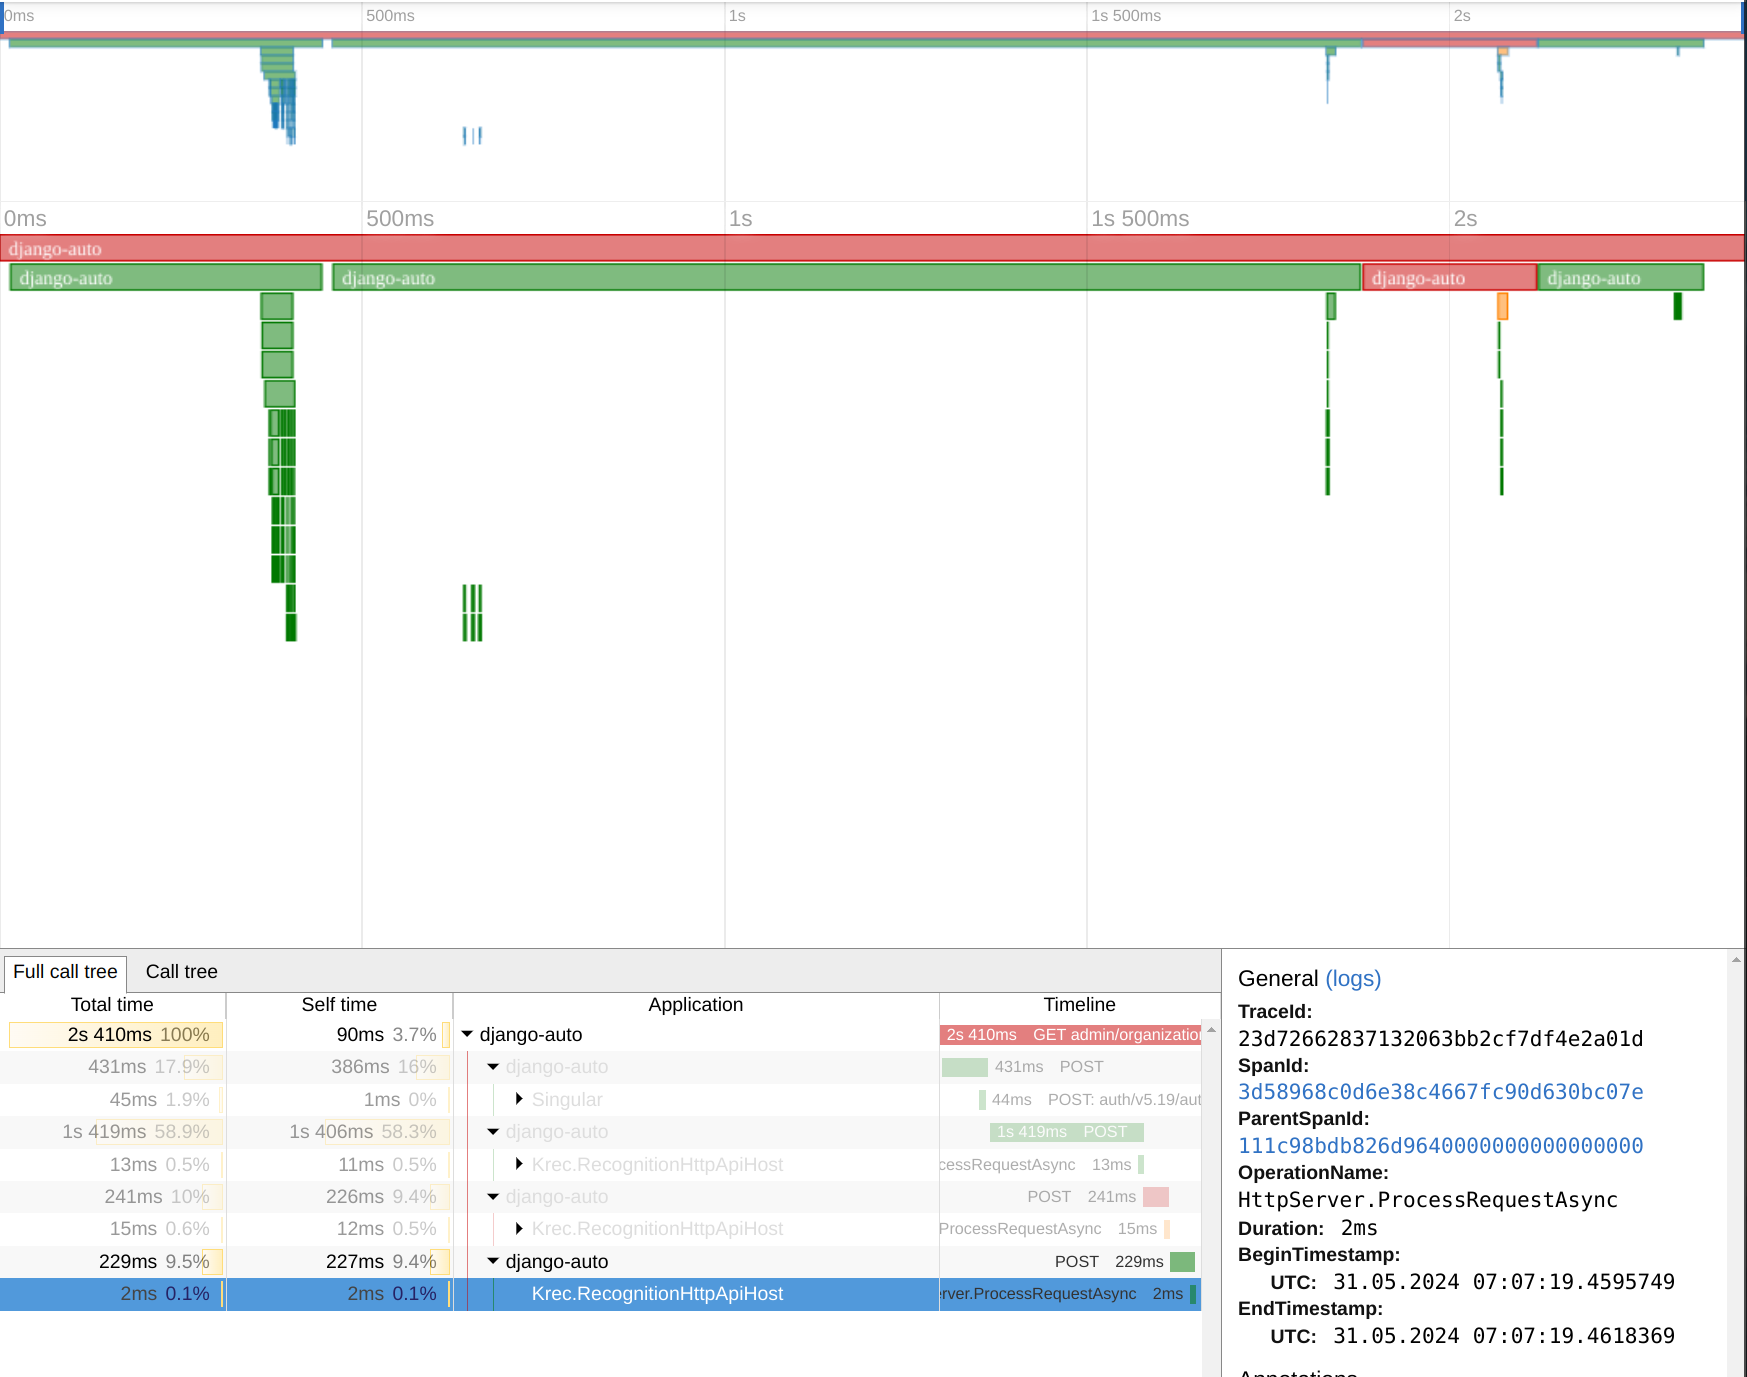 0ms 500ms 1s 1s 500ms 2s
0ms 500ms 1s 1s 500ms 2s
django-auto
django-auto django-auto django-auto django-auto
Full call tree Call tree
Total time Self time Application Timeline
2s 410ms 100% 90ms 3.7% django-auto 2s 410ms GET admin/organizatio
431ms 17.9% 386ms 16% django-auto 431ms POST
45ms 1.9% 1ms 0% Singular 44ms POST: auth/v5.19/aut
1s 419ms 58.9% 1s 406ms 58.3% django-auto 1s 419ms POST
13ms 0.5% 11ms 0.5% Krec.RecognitionHttpApiHost cessRequestAsync 13ms
241ms 10% 226ms 9.4% django-auto POST 241ms
15ms 0.6% 12ms 0.5% Krec.RecognitionHttpApiHost ProcessRequestAsync 15ms
229ms 9.5% 227ms 9.4% django-auto POST 229ms
2ms 0.1% 2ms 0.1% Krec.RecognitionHttpApiHost rver.ProcessRequestAsync 2ms
General (logs)
TraceId:
23d72662837132063bb2cf7df4e2a01d
SpanId:
3d58968c0d6e38c4667fc90d630bc07e
ParentSpanId:
111c98bdb826d9640000000000000000
OperationName:
HttpServer.ProcessRequestAsync
Duration: 2ms
BeginTimestamp:
UTC: 31.05.2024 07:07:19.4595749
EndTimestamp:
UTC: 31.05.2024 07:07:19.4618369
Annotations